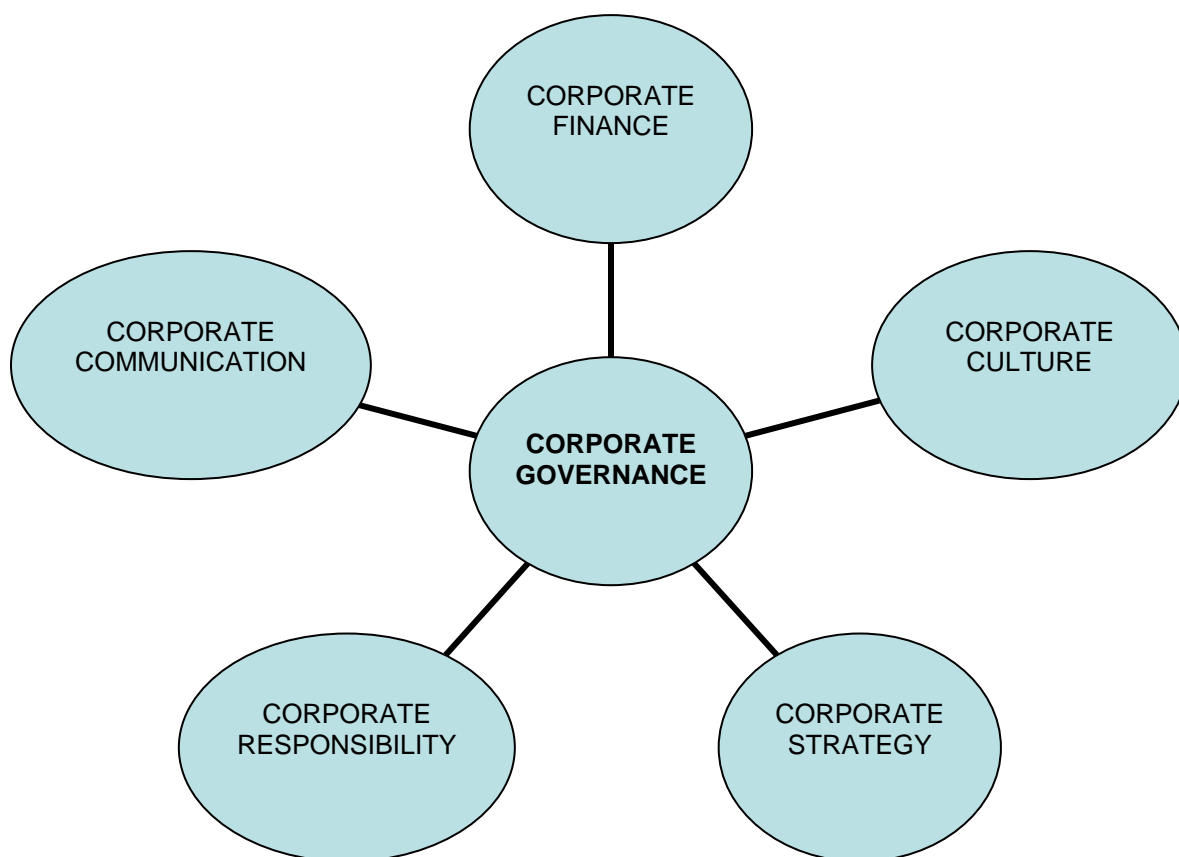 CORPORATE
FINANCE
CORPORATE
COMMUNICATION
CORPORATE
CULTURE
CORPORATE
GOVERNANCE
CORPORATE
RESPONSIBILITY
CORPORATE
STRATEGY